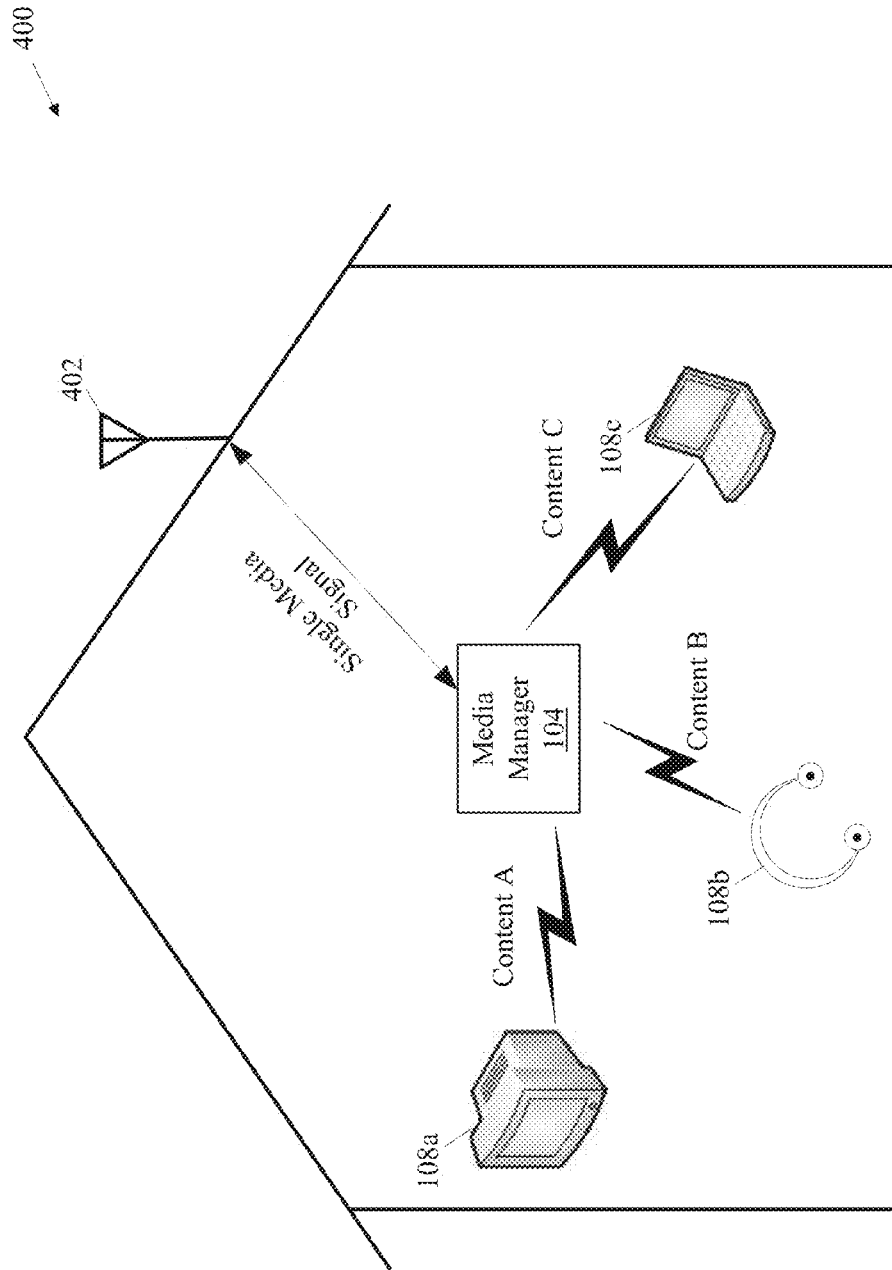 400
402
Single Media
Signal
Media
Manager
104
Content A
Content B
Content C
108a
108b
108c